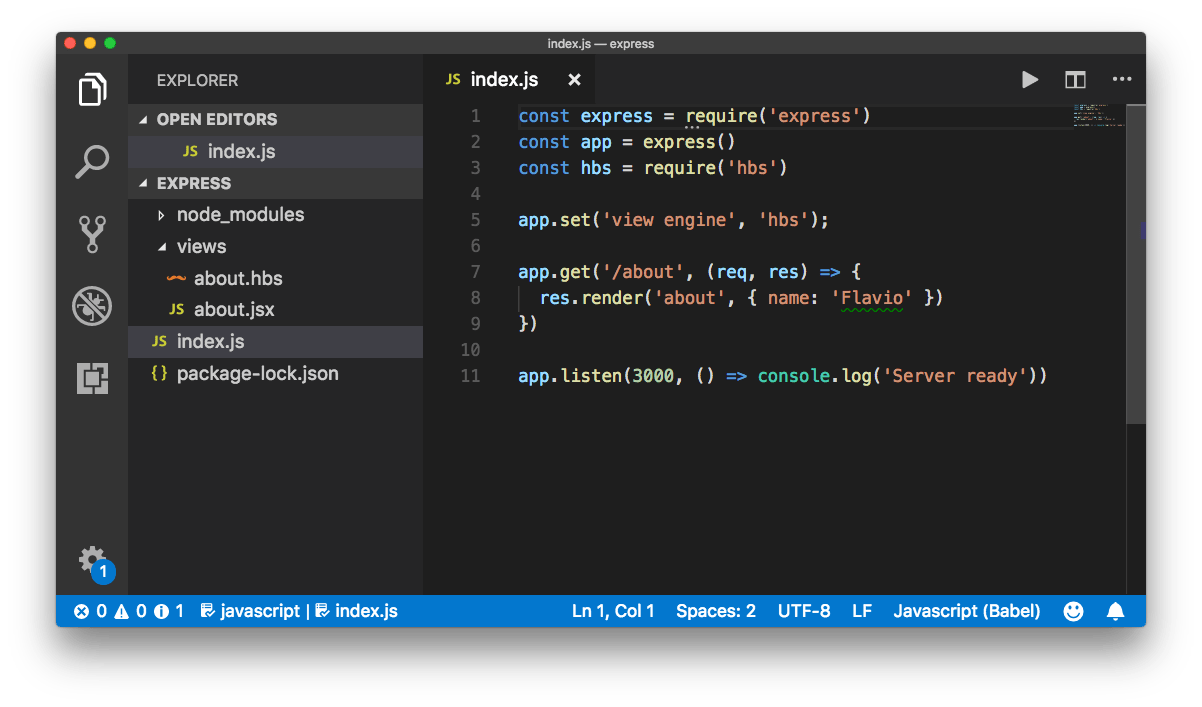 index.js — express
EXPLORER
OPEN EDITORS
JS index.js
EXPRESS
node_modules
views
about.hbs
JS about.jsx
JS index.js
{} package-lock.json
JS index.js ×
1 const express = require('express')
2 const app = express()
3 const hbs = require('hbs')
4
5 app.set('view engine', 'hbs');
6
7 app.get('/about', (req, res) => {
8   res.render('about', { name: 'Flavio' })
9 })
10
11 app.listen(3000, () => console.log('Server ready'))
1
0 0 1 javascript | index.js
Ln 1, Col 1 Spaces: 2 UTF-8 LF Javascript (Babel)